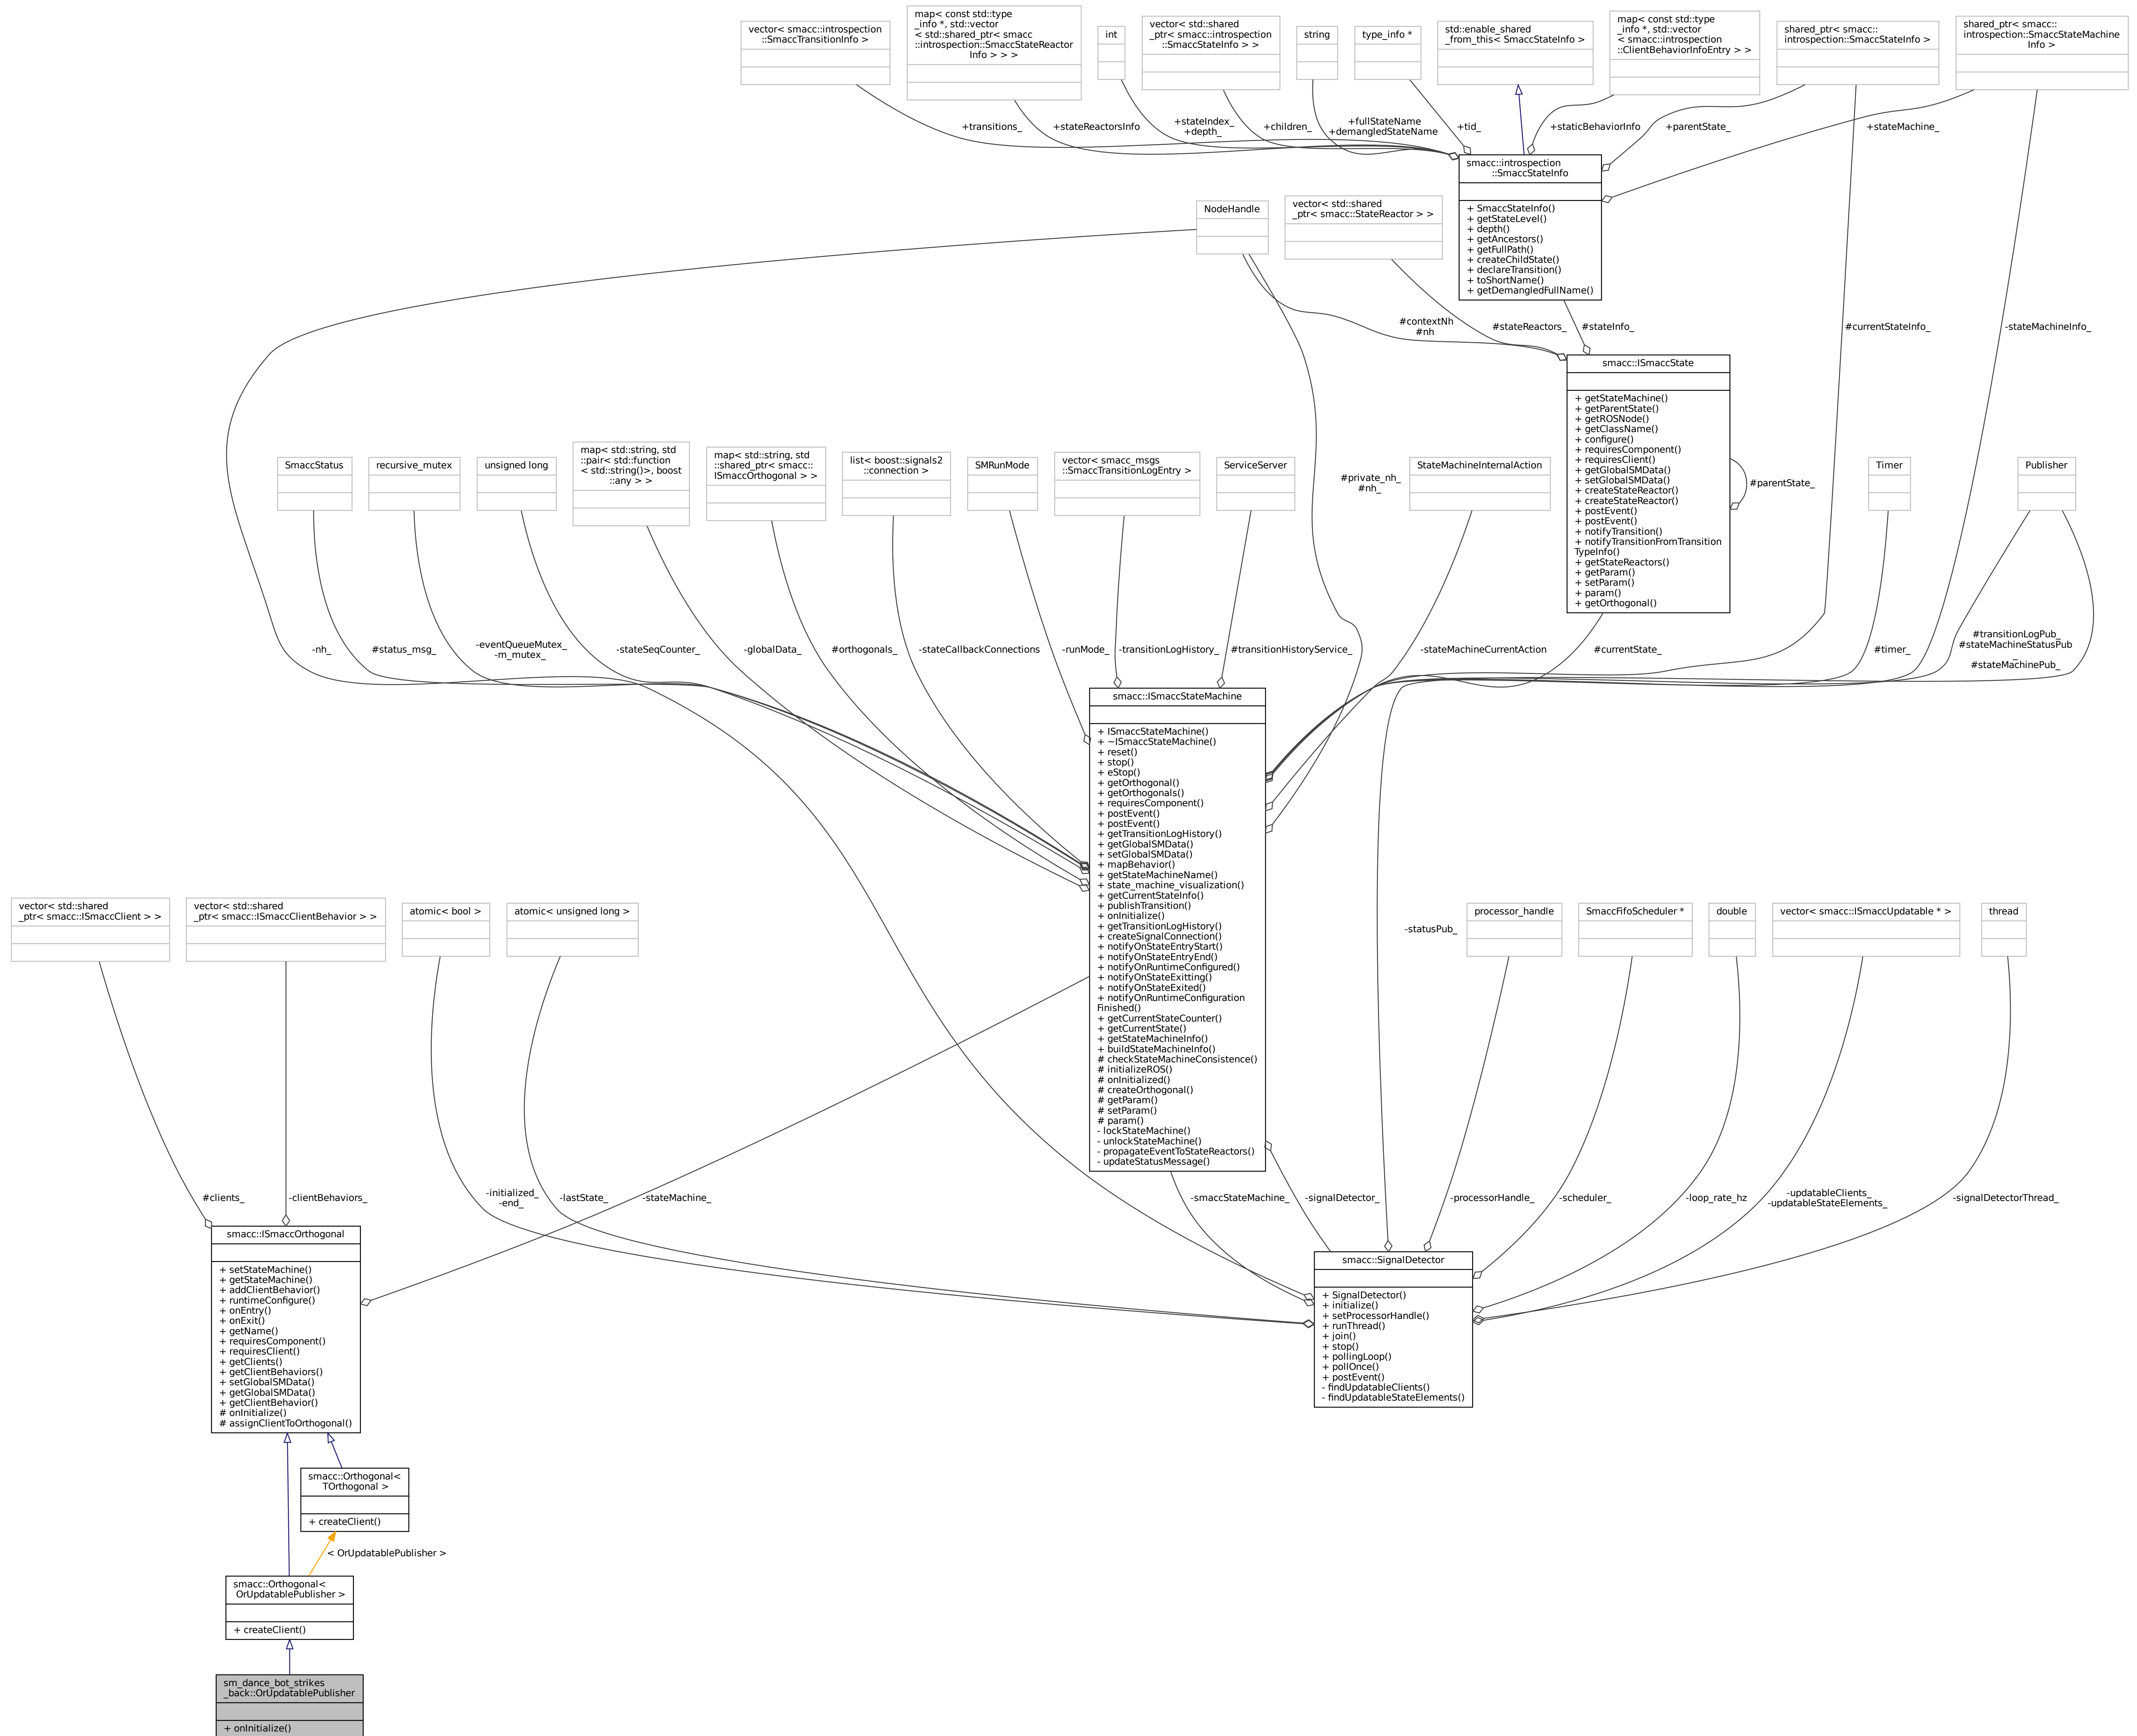 vector< smacc::introspection
::SmaccTransitionInfo >
map< const std::type
_info *, std::vector
< std::shared_ptr< smacc
::introspection::SmaccStateReactor
Info > > >
int
vector< std::shared
_ptr< smacc::introspection
::SmaccStateInfo > >
string
type_info *
std::enable_shared
_from_this< SmaccStateInfo >
map< const std::type
_info *, std::vector
< smacc::introspection
::ClientBehaviorInfoEntry > >
shared_ptr< smacc::
introspection::SmaccStateInfo >
shared_ptr< smacc::
introspection::SmaccStateMachine
Info >
+transitions_
+stateReactorsInfo
+stateIndex_
+depth_
+children_
+fullStateName
+demangledStateName
+tid_
+staticBehaviorInfo
+parentState_
+stateMachine_
smacc::introspection
::SmaccStateInfo
+ SmaccStateInfo()
+ getStateLevel()
+ depth()
+ getAncestors()
+ getFullPath()
+ createChildState()
+ declareTransition()
+ toShortName()
+ getDemangledFullName()
NodeHandle
vector< std::shared
_ptr< smacc::StateReactor > >
#contextNh
#nh
#stateReactors_
#stateInfo_
#currentStateInfo_
-stateMachineInfo_
smacc::ISmaccState
+ getStateMachine()
+ getParentState()
+ getROSNode()
+ getClassName()
+ configure()
+ requiresComponent()
+ requiresClient()
+ getGlobalSMData()
+ setGlobalSMData()
+ createStateReactor()
+ createStateReactor()
+ postEvent()
+ postEvent()
+ notifyTransition()
+ notifyTransitionFromTransition
TypeInfo()
+ getStateReactors()
+ getParam()
+ setParam()
+ param()
+ getOrthogonal()
#parentState_
SmaccStatus
recursive_mutex
unsigned long
map< std::string, std
::pair< std::function
< std::string()>, boost
::any > >
map< std::string, std
::shared_ptr< smacc::
ISmaccOrthogonal > >
list< boost::signals2
::connection >
SMRunMode
vector< smacc_msgs
::SmaccTransitionLogEntry >
ServiceServer
#private_nh_
#nh_
StateMachineInternalAction
Timer
Publisher
-nh_
#status_msg_
-eventQueueMutex_
-m_mutex_
-stateSeqCounter_
-globalData_
#orthogonals_
-stateCallbackConnections
-runMode_
-transitionLogHistory_
#transitionHistoryService_
-stateMachineCurrentAction
#currentState_
#timer_
#transitionLogPub_
#stateMachineStatusPub
_
#stateMachinePub_
smacc::ISmaccStateMachine
+ ISmaccStateMachine()
+ ~ISmaccStateMachine()
+ reset()
+ stop()
+ eStop()
+ getOrthogonal()
+ getOrthogonals()
+ requiresComponent()
+ postEvent()
+ postEvent()
+ getTransitionLogHistory()
+ getGlobalSMData()
+ setGlobalSMData()
+ mapBehavior()
+ getStateMachineName()
+ state_machine_visualization()
+ getCurrentStateInfo()
+ publishTransition()
+ onInitialize()
+ getTransitionLogHistory()
+ createSignalConnection()
+ notifyOnStateEntryStart()
+ notifyOnStateEntryEnd()
+ notifyOnRuntimeConfigured()
+ notifyOnStateExitting()
+ notifyOnStateExited()
+ notifyOnRuntimeConfiguration
Finished()
+ getCurrentStateCounter()
+ getCurrentState()
+ getStateMachineInfo()
+ buildStateMachineInfo()
# checkStateMachineConsistence()
# initializeROS()
# onInitialized()
# createOrthogonal()
# getParam()
# setParam()
# param()
- lockStateMachine()
- unlockStateMachine()
- propagateEventToStateReactors()
- updateStatusMessage()
vector< std::shared
_ptr< smacc::ISmaccClient > >
vector< std::shared
_ptr< smacc::ISmaccClientBehavior > >
atomic< bool >
atomic< unsigned long >
-statusPub_
processor_handle
SmaccFifoScheduler *
double
vector< smacc::ISmaccUpdatable * >
thread
#clients_
-clientBehaviors_
-stateMachine_
-initialized_
-end_
-lastState_
-smaccStateMachine_
-signalDetector_
-processorHandle_
-scheduler_
-loop_rate_hz
-updatableClients_
-updatableStateElements_
-signalDetectorThread_
smacc::ISmaccOrthogonal
+ setStateMachine()
+ getStateMachine()
+ addClientBehavior()
+ runtimeConfigure()
+ onEntry()
+ onExit()
+ getName()
+ requiresComponent()
+ requiresClient()
+ getClients()
+ getClientBehaviors()
+ setGlobalSMData()
+ getGlobalSMData()
+ getClientBehavior()
# onInitialize()
# assignClientToOrthogonal()
smacc::SignalDetector
+ SignalDetector()
+ initialize()
+ setProcessorHandle()
+ runThread()
+ join()
+ stop()
+ pollingLoop()
+ pollOnce()
+ postEvent()
- findUpdatableClients()
- findUpdatableStateElements()
smacc::Orthogonal<
TOrthogonal >
+ createClient()
< OrUpdatablePublisher >
smacc::Orthogonal<
OrUpdatablePublisher >
+ createClient()
sm_dance_bot_strikes
_back::OrUpdatablePublisher
+ onInitialize()